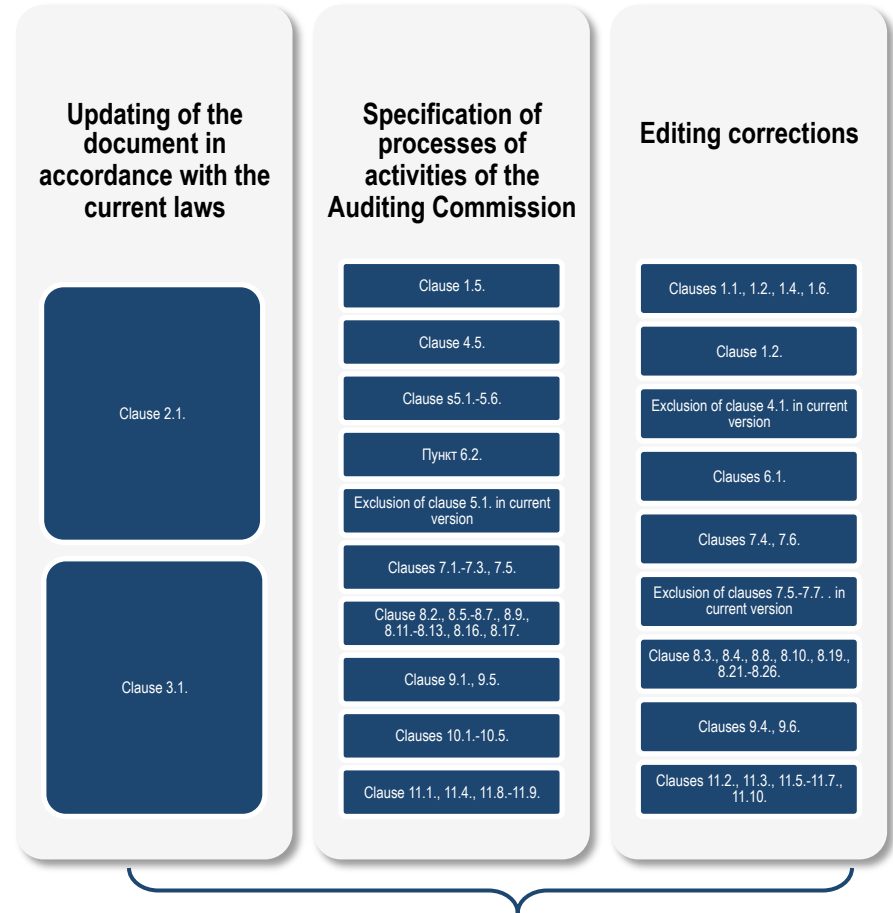 Updating of the
document in
accordance with the
current laws
Clause 2.1.
Clause 3.1.
Specification of
processes of
activities of the
Auditing Commission
Clause 1.5.
Clause 4.5.
Clause s5.1.-5.6.
Пункт 6.2.
Exclusion of clause 5.1. in current
version
Clauses 7.1.-7.3., 7.5.
Clause 8.2., 8.5.-8.7., 8.9.,
8.11.-8.13., 8.16., 8.17.
Clause 9.1., 9.5.
Clauses 10.1.-10.5.
Clause 11.1., 11.4., 11.8.-11.9.
Editing corrections
Clauses 1.1., 1.2., 1.4., 1.6.
Clause 1.2.
Exclusion of clause 4.1. in current
version
Clauses 6.1.
Clauses 7.4., 7.6.
Exclusion of clauses 7.5.-7.7. . in
current version
Clause 8.3., 8.4., 8.8., 8.10., 8.19.,
8.21.-8.26.
Clauses 9.4., 9.6.
Clauses 11.2., 11.3., 11.5.-11.7.,
11.10.